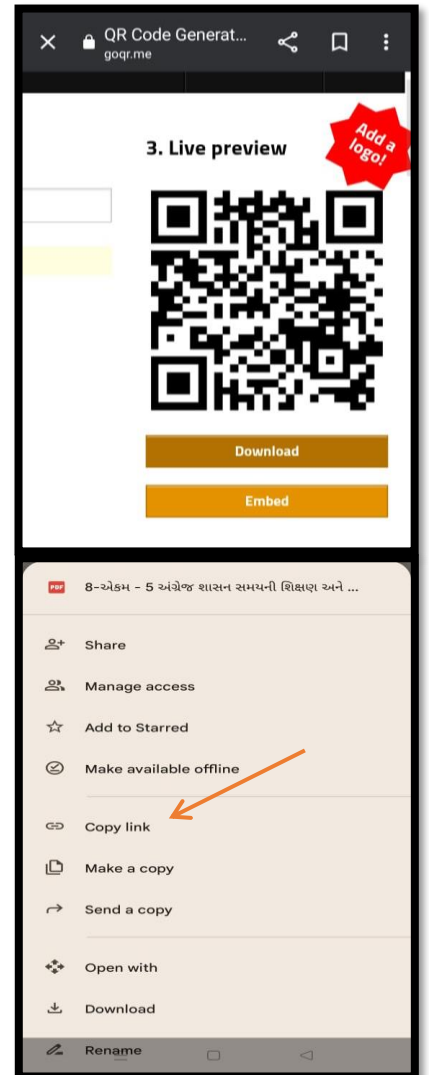 QR Code Generat...
goqr.me
3. Live preview
Add a
logo!
Download
Embed
PDF
8-એકમ - 5 અંગ્રેજ શાસન સમયની શિક્ષણ અને ...
Share
Manage access
Add to Starred
Make available offline
Copy link
Make a copy
Send a copy
Open with
Download
Rename